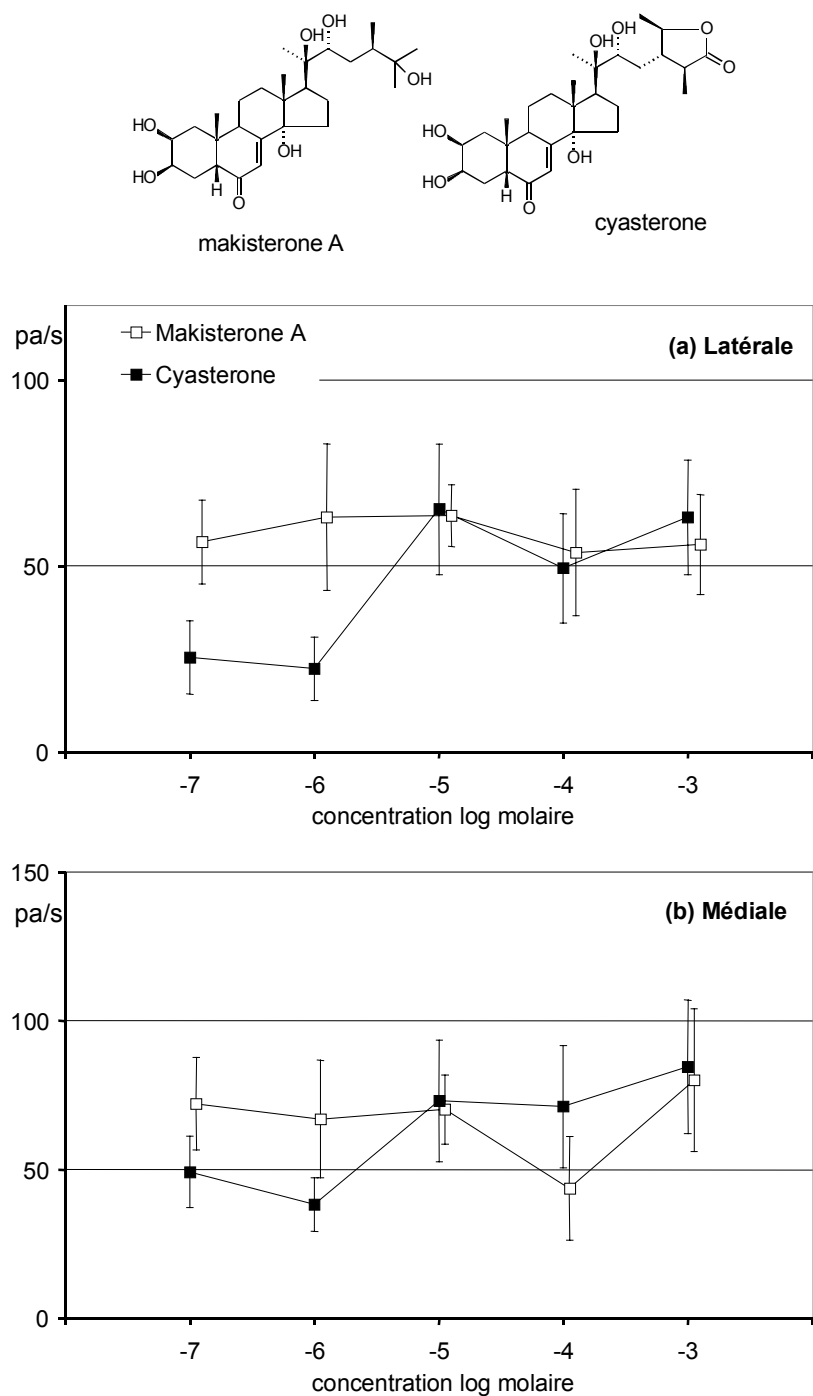 OH
OH
OH
HO
HO
OH
H
O
makisterone A
OH
OH
O
O
HO
HO
OH
H
O
cyasterone
pa/s
Makisterone A
Cyasterone
(a) Latérale
100
50
0
-7 -6 -5 -4 -3
concentration log molaire
150
pa/s
(b) Médiale
100
50
0
-7 -6 -5 -4 -3
concentration log molaire